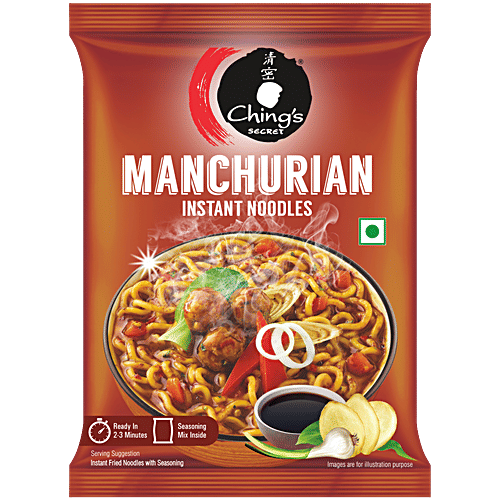 清
密
Ching's
SECRET
MANCHURIAN
INSTANT NOODLES
Ready In
2-3 Minutes
Seasoning
Mix Inside
Serving Suggestion
Instant Fried Noodles with Seasoning
Images are for illustration purpose